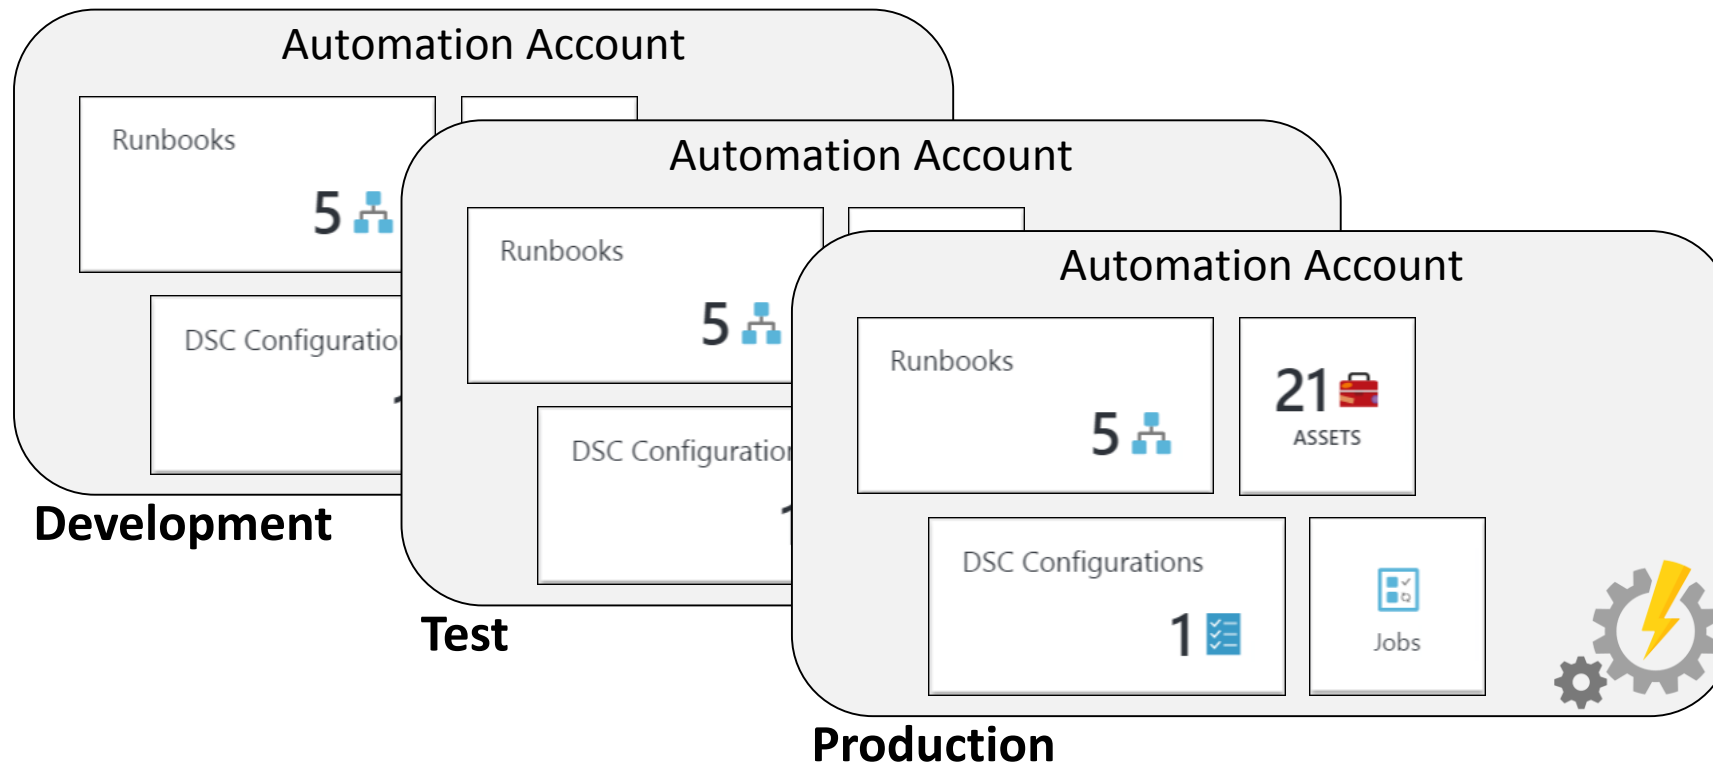 Automation Account
Runbooks
5
DSC Configuratio
Development
Automation Account
Runbooks
5
DSC Configuration
Test
Automation Account
Runbooks
5
21
ASSETS
DSC Configurations
1
Jobs
Production